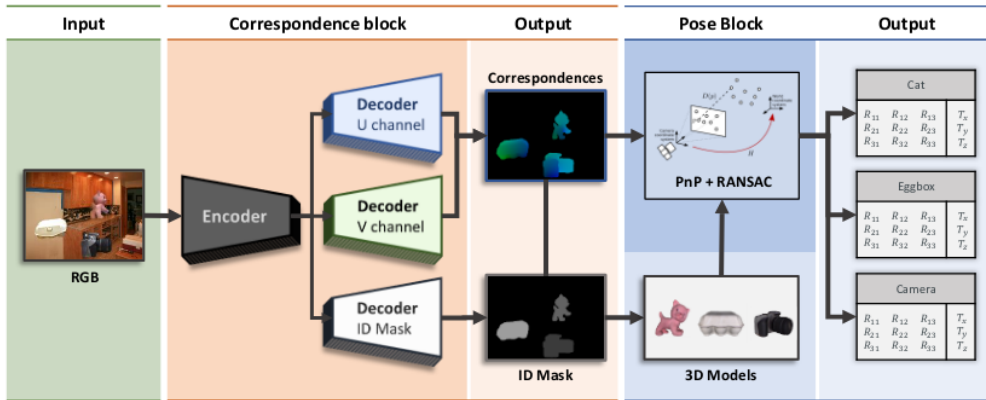 Input
Correspondence block
Output
Pose Block
Output
RGB
Encoder
Decoder
U channel
Decoder
V channel
Decoder
ID Mask
Correspondences
ID Mask
PnP + RANSAC
3D Models
Cat
R11 R12 R13 Tx
R21 R22 R23 Ty
R31 R32 R33 Tz
Eggbox
R11 R12 R13 Tx
R21 R22 R23 Ty
R31 R32 R33 Tz
Camera
R11 R12 R13 Tx
R21 R22 R23 Ty
R31 R32 R33 Tz